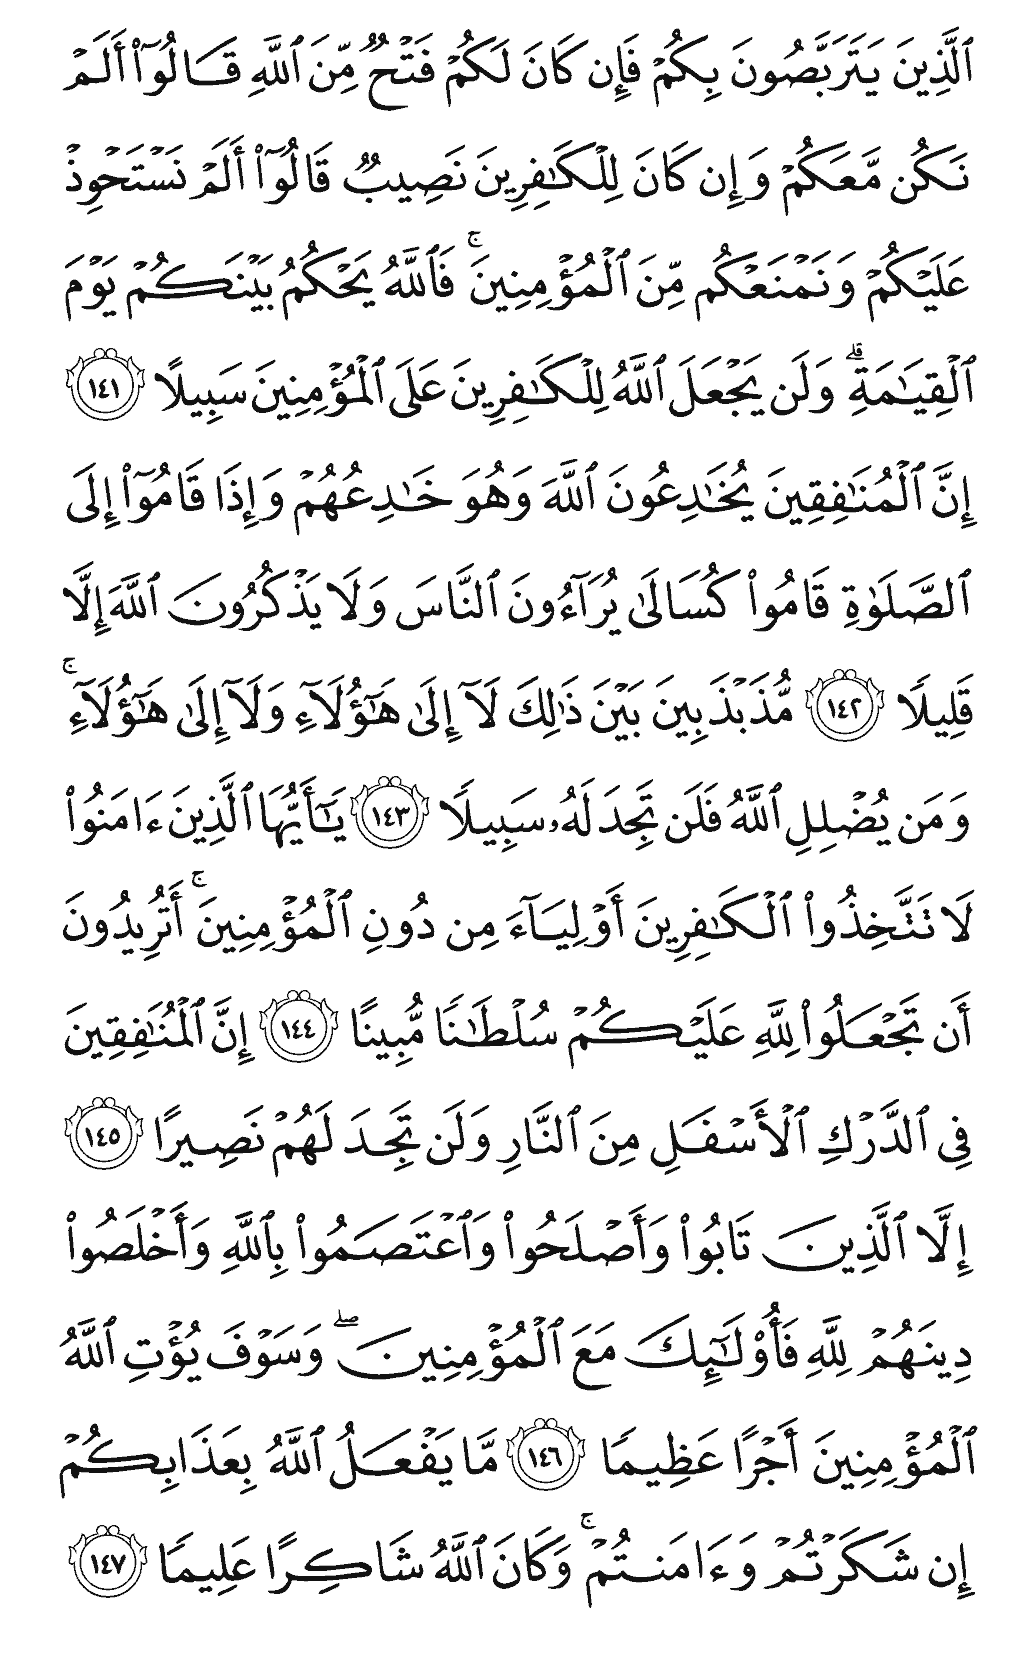 ٱلَّذِينَ يَتَرَبَّصُونَ بِكُمۡ فَإِن كَانَ لَكُمۡ فَتۡحٞ مِّنَ ٱللَّهِ قَالُوٓاْ أَلَمۡ
نَكُن مَّعَكُمۡ وَإِن كَانَ لِلۡكَٰفِرِينَ نَصِيبٞ قَالُوٓاْ أَلَمۡ نَسۡتَحۡوِذۡ
عَلَيۡكُمۡ وَنَمۡنَعۡكُم مِّنَ ٱلۡمُؤۡمِنِينَۚ فَٱللَّهُ يَحۡكُمُ بَيۡنَكُمۡ يَوۡمَ
ٱلۡقِيَٰمَةِۗ وَلَن يَجۡعَلَ ٱللَّهُ لِلۡكَٰفِرِينَ عَلَى ٱلۡمُؤۡمِنِينَ سَبِيلًا ١٤١
إِنَّ ٱلۡمُنَٰفِقِينَ يُخَٰدِعُونَ ٱللَّهَ وَهُوَ خَٰدِعُهُمۡ وَإِذَا قَامُوٓاْ إِلَى
ٱلصَّلَوٰةِ قَامُواْ كُسَالَىٰ يُرَآءُونَ ٱلنَّاسَ وَلَا يَذۡكُرُونَ ٱللَّهَ إِلَّا
قَلِيلٗا ١٤٢ مُّذَبۡذَبِينَ بَيۡنَ ذَٰلِكَ لَآ إِلَىٰ هَٰٓؤُلَآءِ وَلَآ إِلَىٰ هَٰٓؤُلَآءِۚ
وَمَن يُضۡلِلِ ٱللَّهُ فَلَن تَجِدَ لَهُۥ سَبِيلٗا ١٤٣ يَٰٓأَيُّهَا ٱلَّذِينَ ءَامَنُواْ
لَا تَتَّخِذُواْ ٱلۡكَٰفِرِينَ أَوۡلِيَآءَ مِن دُونِ ٱلۡمُؤۡمِنِينَۚ أَتُرِيدُونَ
أَن تَجۡعَلُواْ لِلَّهِ عَلَيۡكُمۡ سُلۡطَٰنٗا مُّبِينًا ١٤٤ إِنَّ ٱلۡمُنَٰفِقِينَ
فِي ٱلدَّرۡكِ ٱلۡأَسۡفَلِ مِنَ ٱلنَّارِ وَلَن تَجِدَ لَهُمۡ نَصِيرًا ١٤٥
إِلَّا ٱلَّذِينَ تَابُواْ وَأَصۡلَحُواْ وَٱعۡتَصَمُواْ بِٱللَّهِ وَأَخۡلَصُواْ
دِينَهُمۡ لِلَّهِ فَأُوْلَٰٓئِكَ مَعَ ٱلۡمُؤۡمِنِينَۖ وَسَوۡفَ يُؤۡتِ ٱللَّهُ
ٱلۡمُؤۡمِنِينَ أَجۡرًا عَظِيمٗا ١٤٦ مَّا يَفۡعَلُ ٱللَّهُ بِعَذَابِكُمۡ
إِن شَكَرۡتُمۡ وَءَامَنتُمۡۚ وَكَانَ ٱللَّهُ شَاكِرًا عَلِيمٗا ١٤٧